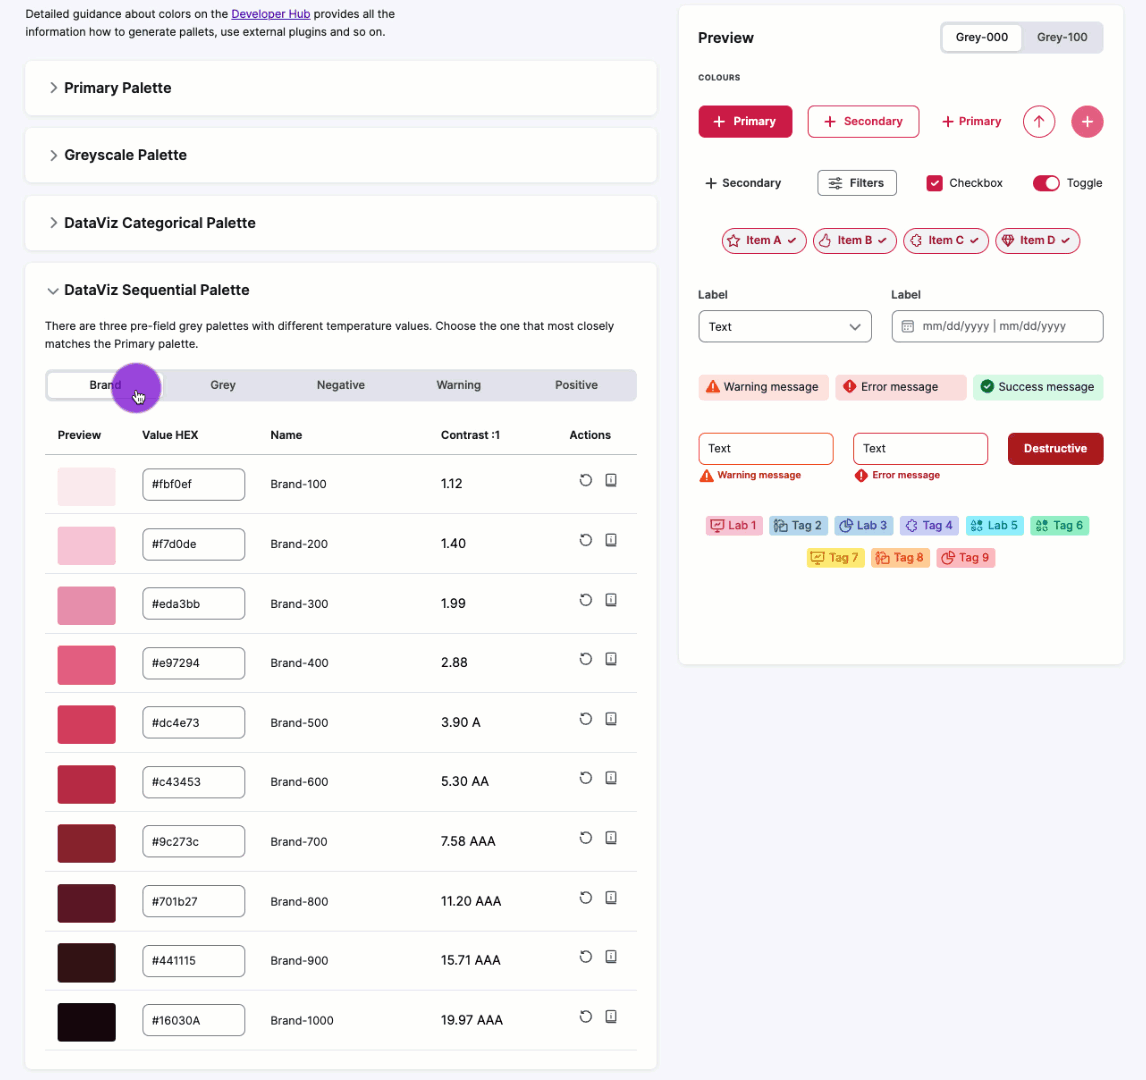 Detailed guidance about colors on the Developer Hub provides all the
information how to generate pallets, use external plugins and so on.
Primary Palette
Greyscale Palette
DataViz Categorical Palette
DataViz Sequential Palette
There are three pre-field grey palettes with different temperature values. Choose the one that most closely
matches the Primary palette.
Brand Grey Negative Warning Positive
Preview Value HEX Name Contrast :1 Actions
#fbf0ef Brand-100 1.12
#f7d0de Brand-200 1.40
#eda3bb Brand-300 1.99
#e97294 Brand-400 2.88
#dc4e73 Brand-500 3.90 A
#c43453 Brand-600 5.30 AA
#9c273c Brand-700 7.58 AAA
#701b27 Brand-800 11.20 AAA
#441115 Brand-900 15.71 AAA
#16030A Brand-1000 19.97 AAA
Preview Grey-000 Grey-100
COLOURS
Primary Secondary Primary
Secondary Filters Checkbox Toggle
Item A Item B Item C Item D
Label Label
Text mm/dd/yyyy | mm/dd/yyyy
Warning message Error message Success message
Text Text Destructive
Warning message Error message
Lab 1 Tag 2 Lab 3 Tag 4 Lab 5 Tag 6
Tag 7 Tag 8 Tag 9